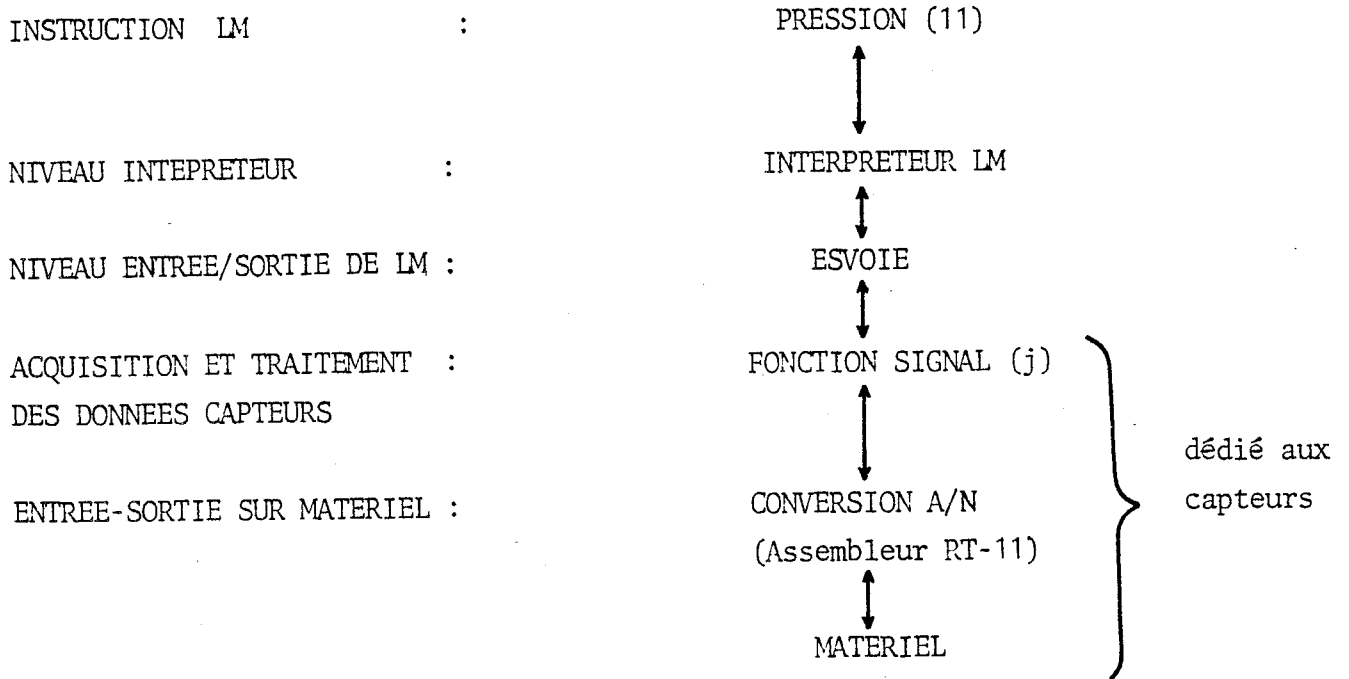 INSTRUCTION LM : PRESSION (11)
NIVEAU INTEPRETEUR : INTERPRETEUR LM
NIVEAU ENTREE/SORTIE DE LM : ESVOIE
ACQUISITION ET TRAITEMENT : FONCTION SIGNAL (j)
DES DONNEES CAPTEURS
dédié aux
capteurs
ENTREE-SORTIE SUR MATERIEL : CONVERSION A/N
(Assembleur RT-11)
MATERIEL